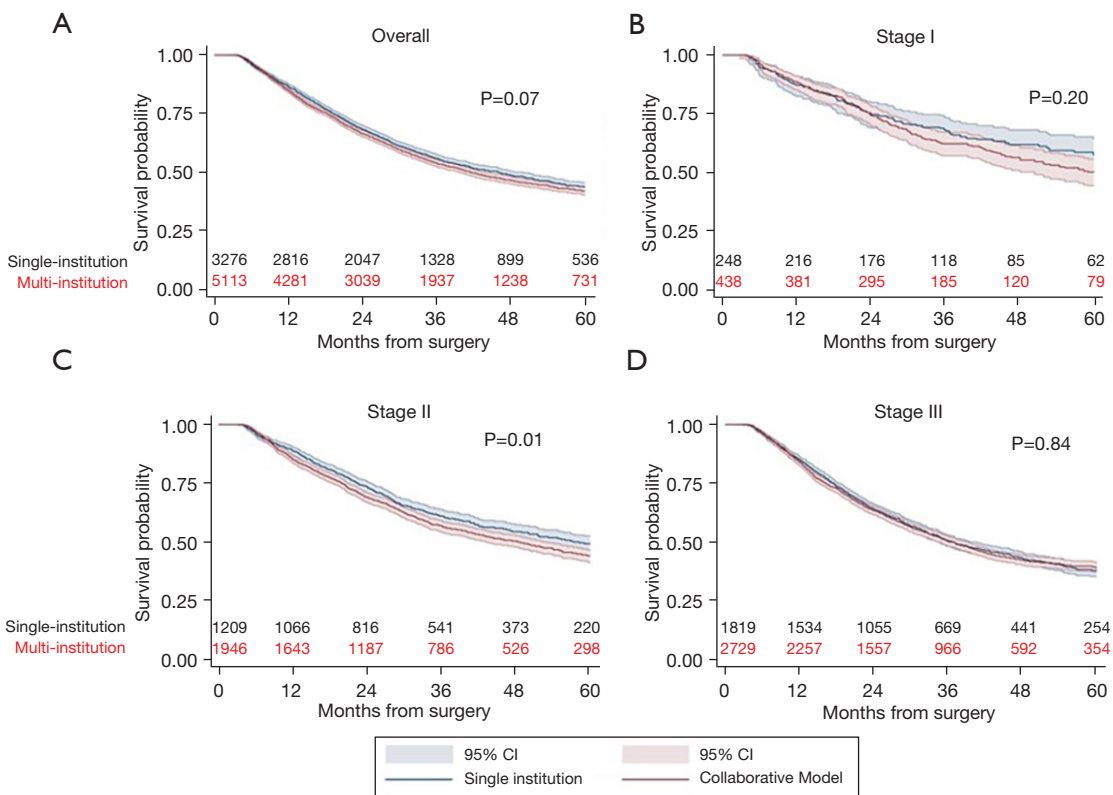 A
Overall
1.00
0.75
0.50
0.25
0.00
Survival probability
P=0.07
Single-institution 3276 2816 2047 1328 899 536
Multi-institution 5113 4281 3039 1937 1238 731
0 12 24 36 48 60
Months from surgery
B
Stage I
1.00
0.75
0.50
0.25
0.00
Survival probability
P=0.20
248 216 176 118 85 62
438 381 295 185 120 79
0 12 24 36 48 60
Months from surgery
C
Stage II
1.00
0.75
0.50
0.25
0.00
Survival probability
P=0.01
Single-institution 1209 1066 816 541 373 220
Multi-institution 1946 1643 1187 786 526 298
0 12 24 36 48 60
Months from surgery
D
Stage III
1.00
0.75
0.50
0.25
0.00
Survival probability
P=0.84
1819 1534 1055 669 441 254
2729 2257 1557 966 592 354
0 12 24 36 48 60
Months from surgery
95% CI 95% CI
Single institution Collaborative Model